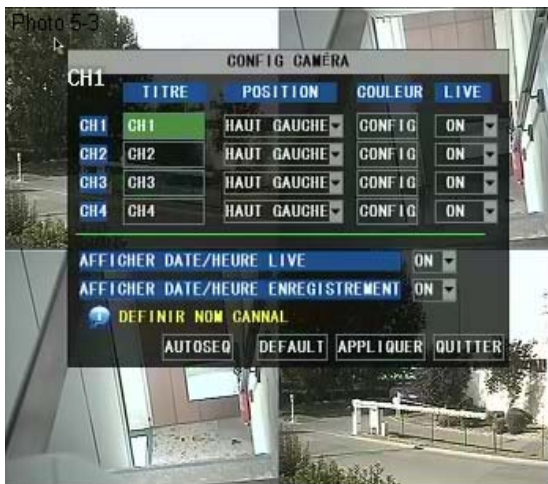 Photo 5-3
CONFIG CAMÉRA
CH1
TITRE POSITION COULEUR LIVE
CH1 CH1 HAUT GAUCHE CONFIG ON
CH2 CH2 HAUT GAUCHE CONFIG ON
CH3 CH3 HAUT GAUCHE CONFIG ON
CH4 CH4 HAUT GAUCHE CONFIG ON
AFFICHER DATE/HEURE LIVE ON
AFFICHER DATE/HEURE ENREGISTREMENT ON
DEFINIR NOM CANNAL
AUTOSEQ DEFAULT APPLIQUER QUITTER